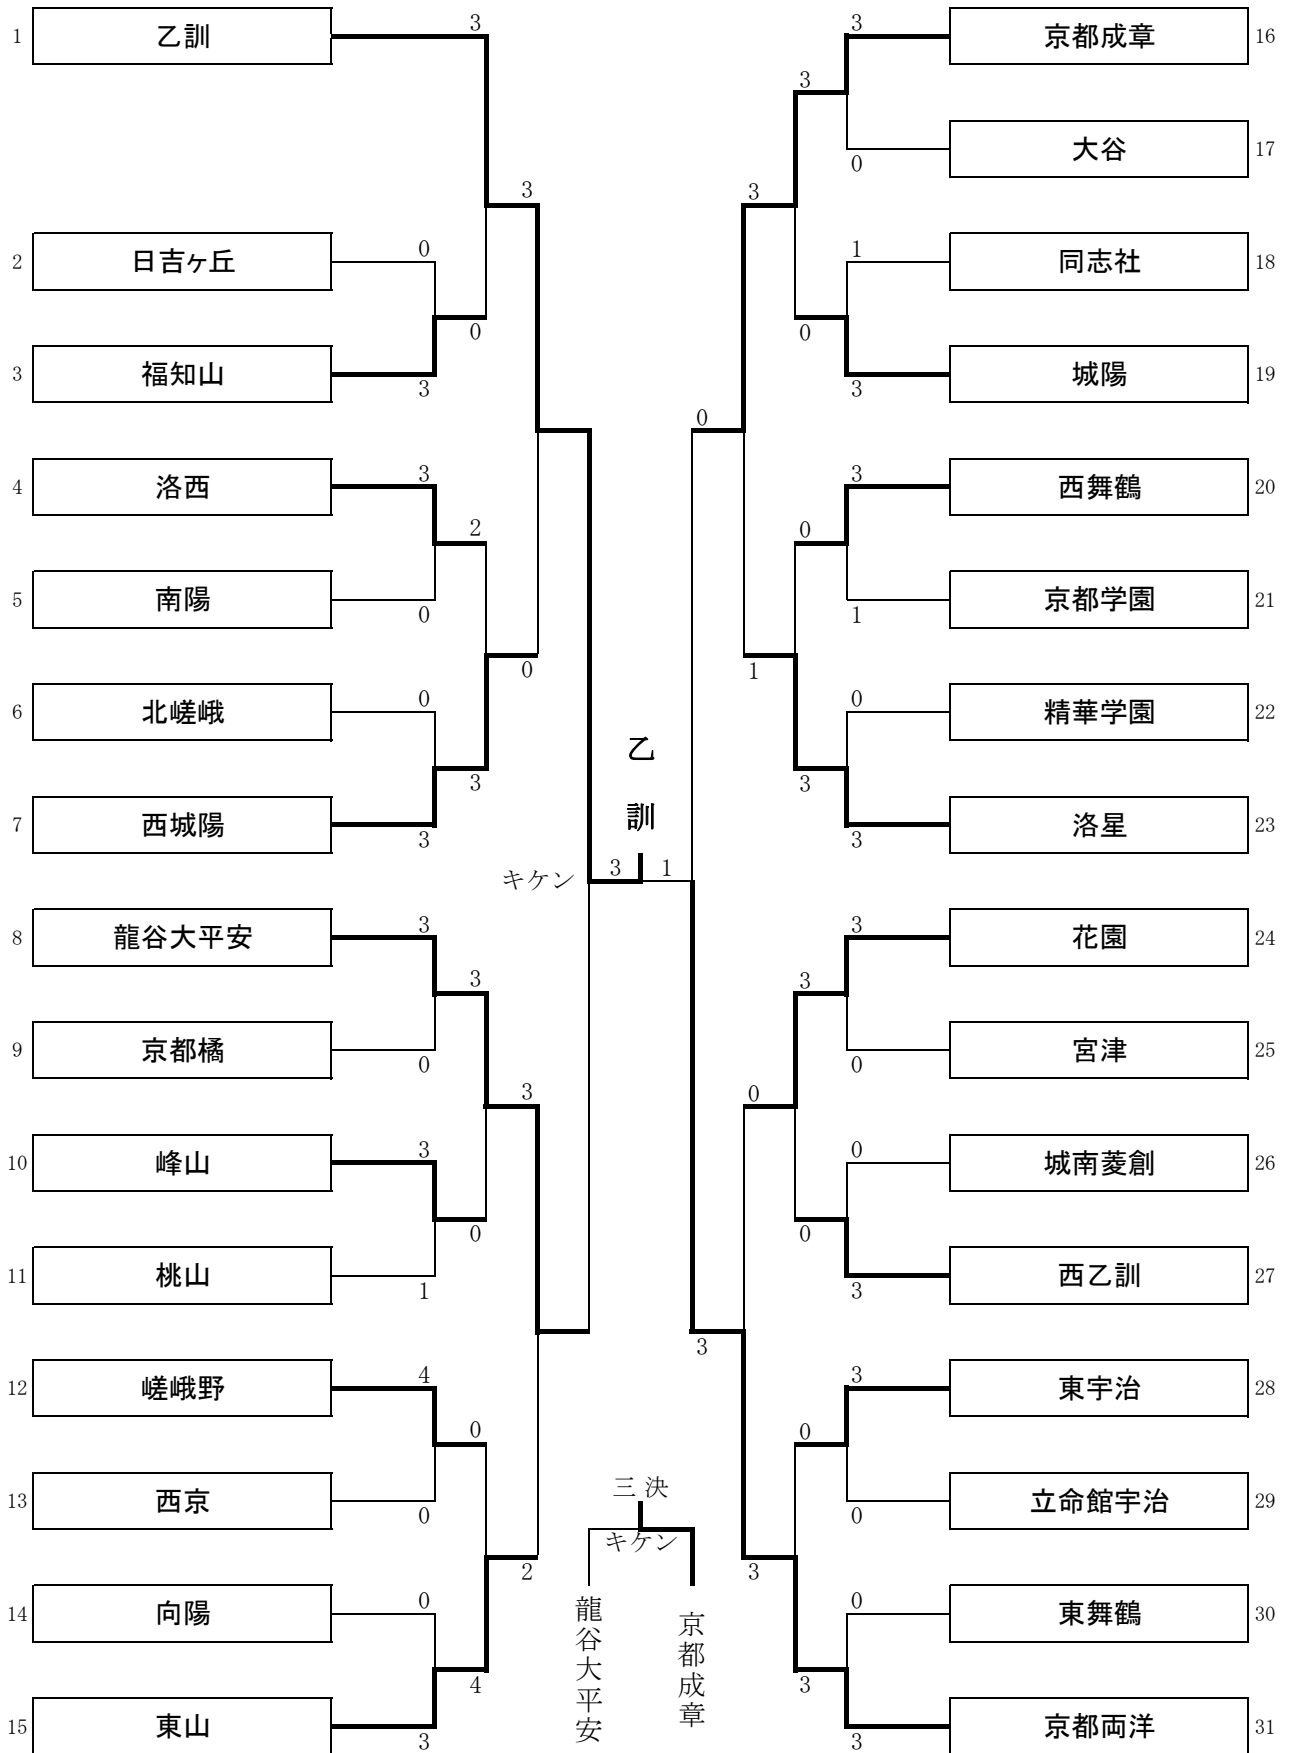 1 乙訓 3
3
2 日吉ヶ丘 0
0
3 福知山 3
4 洛西 3
2
5 南陽 0
0
6 北嵯峨 0
3
7 西城陽 3
キケン
8 龍谷大平安 3
3
9 京都橘 0
3
10 峰山 3
0
11 桃山 1
12 嵯峨野 4
0
13 西京 0
2
14 向陽 0
4
15 東山 3
乙訓
3 1
3 京都成章 16
3
0 大谷 17
3
1 同志社 18
0
3 城陽 19
0
3 西舞鶴 20
0
1 京都学園 21
1
0 精華学園 22
3
3 洛星 23
3 花園 24
3
0 宮津 25
0
0 城南菱創 26
0
3 西乙訓 27
3
3 東宇治 28
0
0 立命館宇治 29
3
0 東舞鶴 30
3
3 京都両洋 31
三決
キケン
龍谷大平安
京都成章